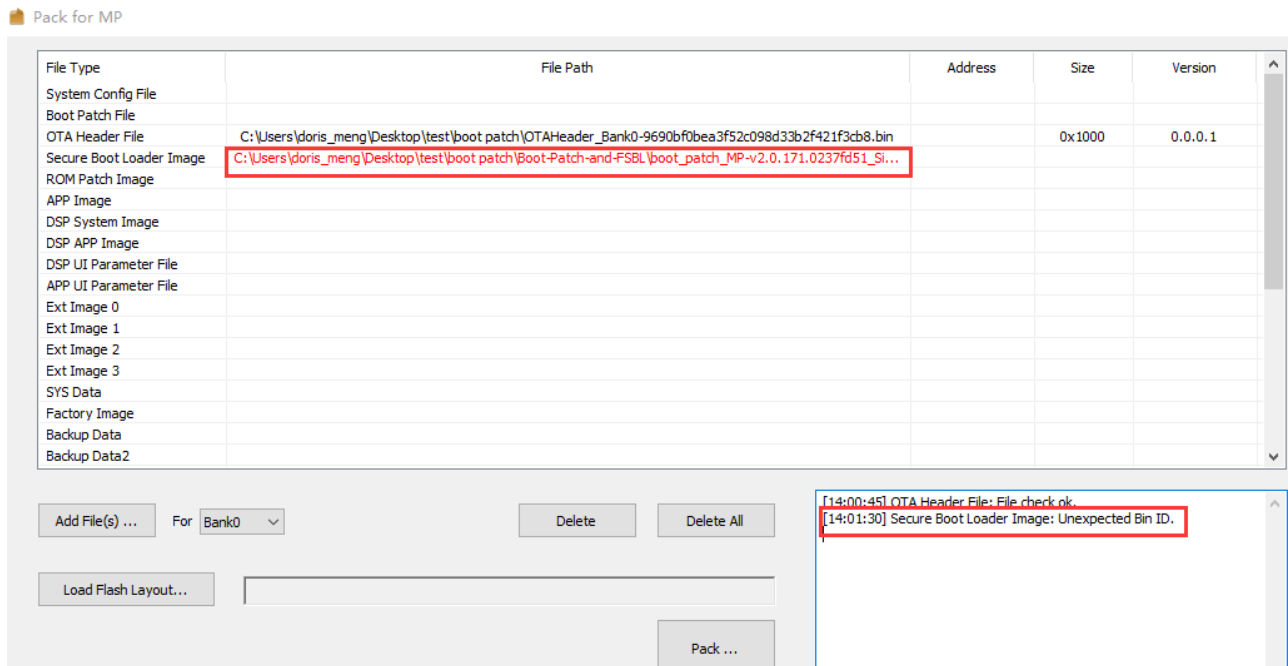 Pack for MP
File Type File Path Address Size Version
System Config File
Boot Patch File
OTA Header File C:\Users\doris_meng\Desktop\test\boot patch\OTAHeader_Bank0-9690bf0bea3f52c098d33b2f421f3cb8.bin 0x1000 0.0.0.1
Secure Boot Loader Image C:\Users\doris_meng\Desktop\test\boot patch\Boot-Patch-and-FSBL\boot_patch_MP-v2.0.171.0237fd51_Si...
ROM Patch Image
APP Image
DSP System Image
DSP APP Image
DSP UI Parameter File
APP UI Parameter File
Ext Image 0
Ext Image 1
Ext Image 2
Ext Image 3
SYS Data
Factory Image
Backup Data
Backup Data2
[14:00:45] OTA Header File: File check ok.
Add File(s) ... For Bank0 Delete Delete All [14:01:30] Secure Boot Loader Image: Unexpected Bin ID.
Load Flash Layout...
Pack ...